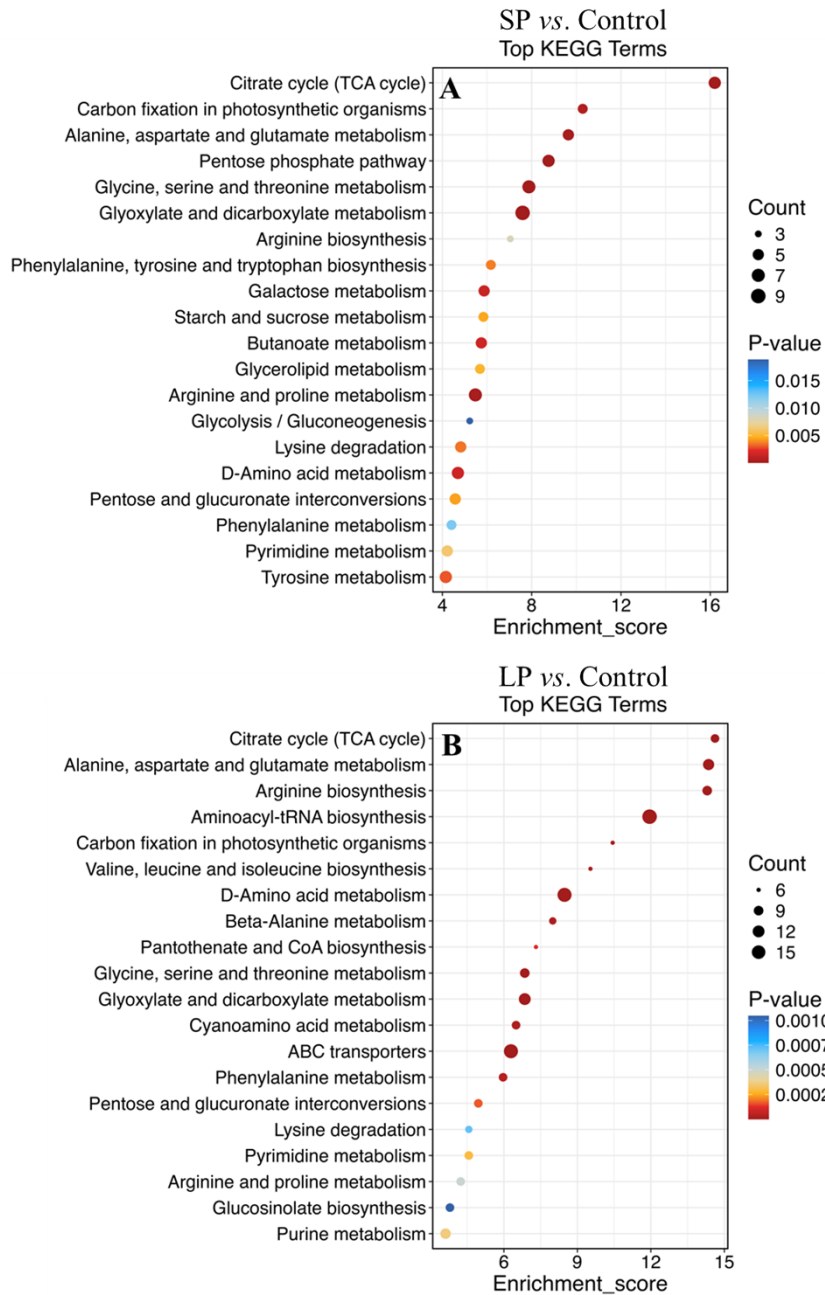 SP vs. Control
Top KEGG Terms
A
Citrate cycle (TCA cycle)
Carbon fixation in photosynthetic organisms
Alanine, aspartate and glutamate metabolism
Pentose phosphate pathway
Glycine, serine and threonine metabolism
Glyoxylate and dicarboxylate metabolism
Arginine biosynthesis
Phenylalanine, tyrosine and tryptophan biosynthesis
Galactose metabolism
Starch and sucrose metabolism
Butanoate metabolism
Glycerolipid metabolism
Arginine and proline metabolism
Glycolysis / Gluconeogenesis
Lysine degradation
D-Amino acid metabolism
Pentose and glucuronate interconversions
Phenylalanine metabolism
Pyrimidine metabolism
Tyrosine metabolism
4 8 12 16
Enrichment_score
Count
3
5
7
9
P-value
0.015
0.010
0.005
LP vs. Control
Top KEGG Terms
B
Citrate cycle (TCA cycle)
Alanine, aspartate and glutamate metabolism
Arginine biosynthesis
Aminoacyl-tRNA biosynthesis
Carbon fixation in photosynthetic organisms
Valine, leucine and isoleucine biosynthesis
D-Amino acid metabolism
Beta-Alanine metabolism
Pantothenate and CoA biosynthesis
Glycine, serine and threonine metabolism
Glyoxylate and dicarboxylate metabolism
Cyanoamino acid metabolism
ABC transporters
Phenylalanine metabolism
Pentose and glucuronate interconversions
Lysine degradation
Pyrimidine metabolism
Arginine and proline metabolism
Glucosinolate biosynthesis
Purine metabolism
6 9 12 15
Enrichment_score
Count
6
9
12
15
P-value
0.0010
0.0007
0.0005
0.0002